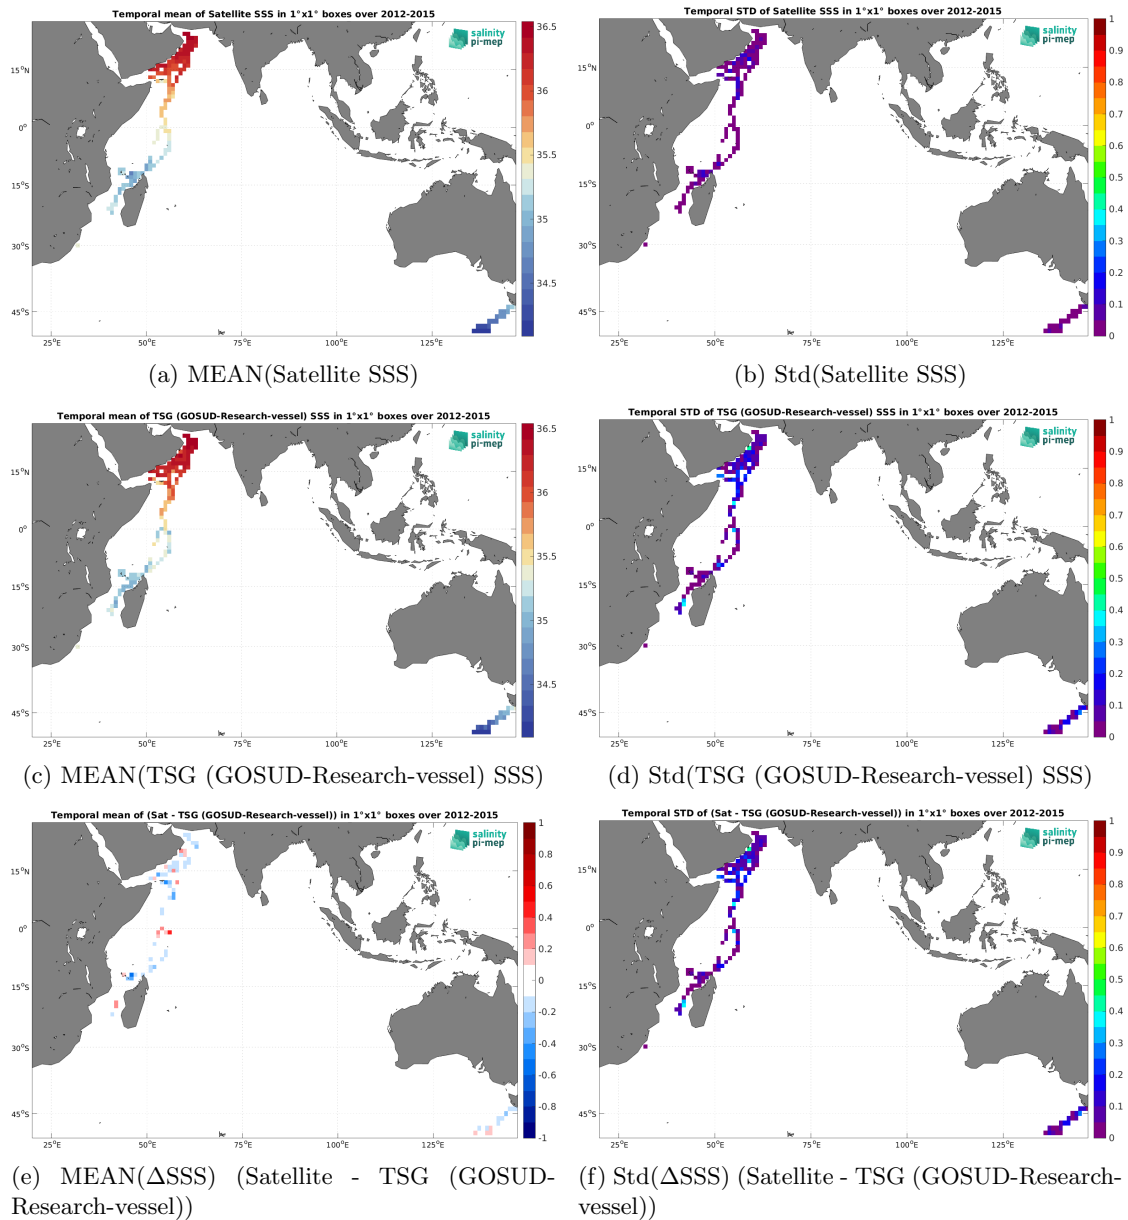 Temporal mean of Satellite SSS in 1°x1° boxes over 2012-2015
salinity
pi-mep
15°N
0°
15°S
30°S
45°S
25°E
50°E
75°E
100°E
125°E
36.5
36
35.5
35
34.5
(a) MEAN(Satellite SSS)
Temporal STD of Satellite SSS in 1°x1° boxes over 2012-2015
salinity
pi-mep
15°N
0°
15°S
30°S
45°S
25°E
50°E
75°E
100°E
125°E
1
0.9
0.8
0.7
0.6
0.5
0.4
0.3
0.2
0.1
0
(b) Std(Satellite SSS)
Temporal mean of TSG (GOSUD-Research-vessel) SSS in 1°x1° boxes over 2012-2015
salinity
pi-mep
15°N
0°
15°S
30°S
45°S
25°E
50°E
75°E
100°E
125°E
36.5
36
35.5
35
34.5
(c) MEAN(TSG (GOSUD-Research-vessel) SSS)
Temporal STD of TSG (GOSUD-Research-vessel) SSS in 1°x1° boxes over 2012-2015
salinity
pi-mep
15°N
0°
15°S
30°S
45°S
25°E
50°E
75°E
100°E
125°E
1
0.9
0.8
0.7
0.6
0.5
0.4
0.3
0.2
0.1
0
(d) Std(TSG (GOSUD-Research-vessel) SSS)
Temporal mean of (Sat - TSG (GOSUD-Research-vessel)) in 1°x1° boxes over 2012-2015
salinity
pi-mep
15°N
0°
15°S
30°S
45°S
25°E
50°E
75°E
100°E
125°E
1
0.8
0.6
0.4
0.2
0
-0.2
-0.4
-0.6
-0.8
-1
(e) MEAN(ΔSSS) (Satellite - TSG (GOSUD-
Research-vessel))
Temporal STD of (Sat - TSG (GOSUD-Research-vessel)) in 1°x1° boxes over 2012-2015
salinity
pi-mep
15°N
0°
15°S
30°S
45°S
25°E
50°E
75°E
100°E
125°E
1
0.9
0.8
0.7
0.6
0.5
0.4
0.3
0.2
0.1
0
(f) Std(ΔSSS) (Satellite - TSG (GOSUD-Research-
vessel))